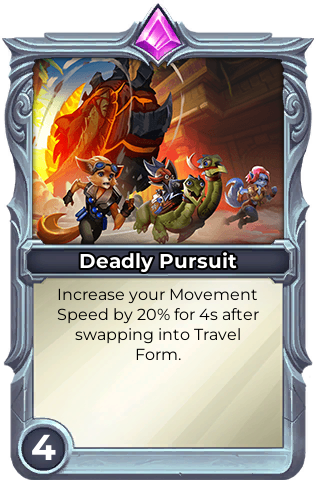 Deadly Pursuit
Increase your Movement
Speed by 20% for 4s after
swapping into Travel
Form.
4